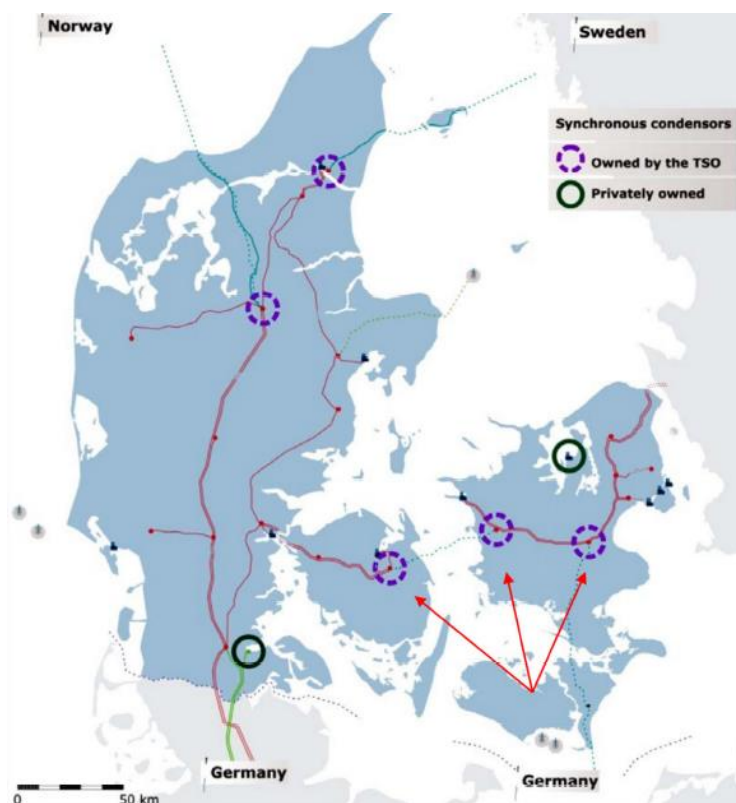 Norway
Sweden
Synchronous condensors
Owned by the TSO
Privately owned
Germany
Germany
0
50 km